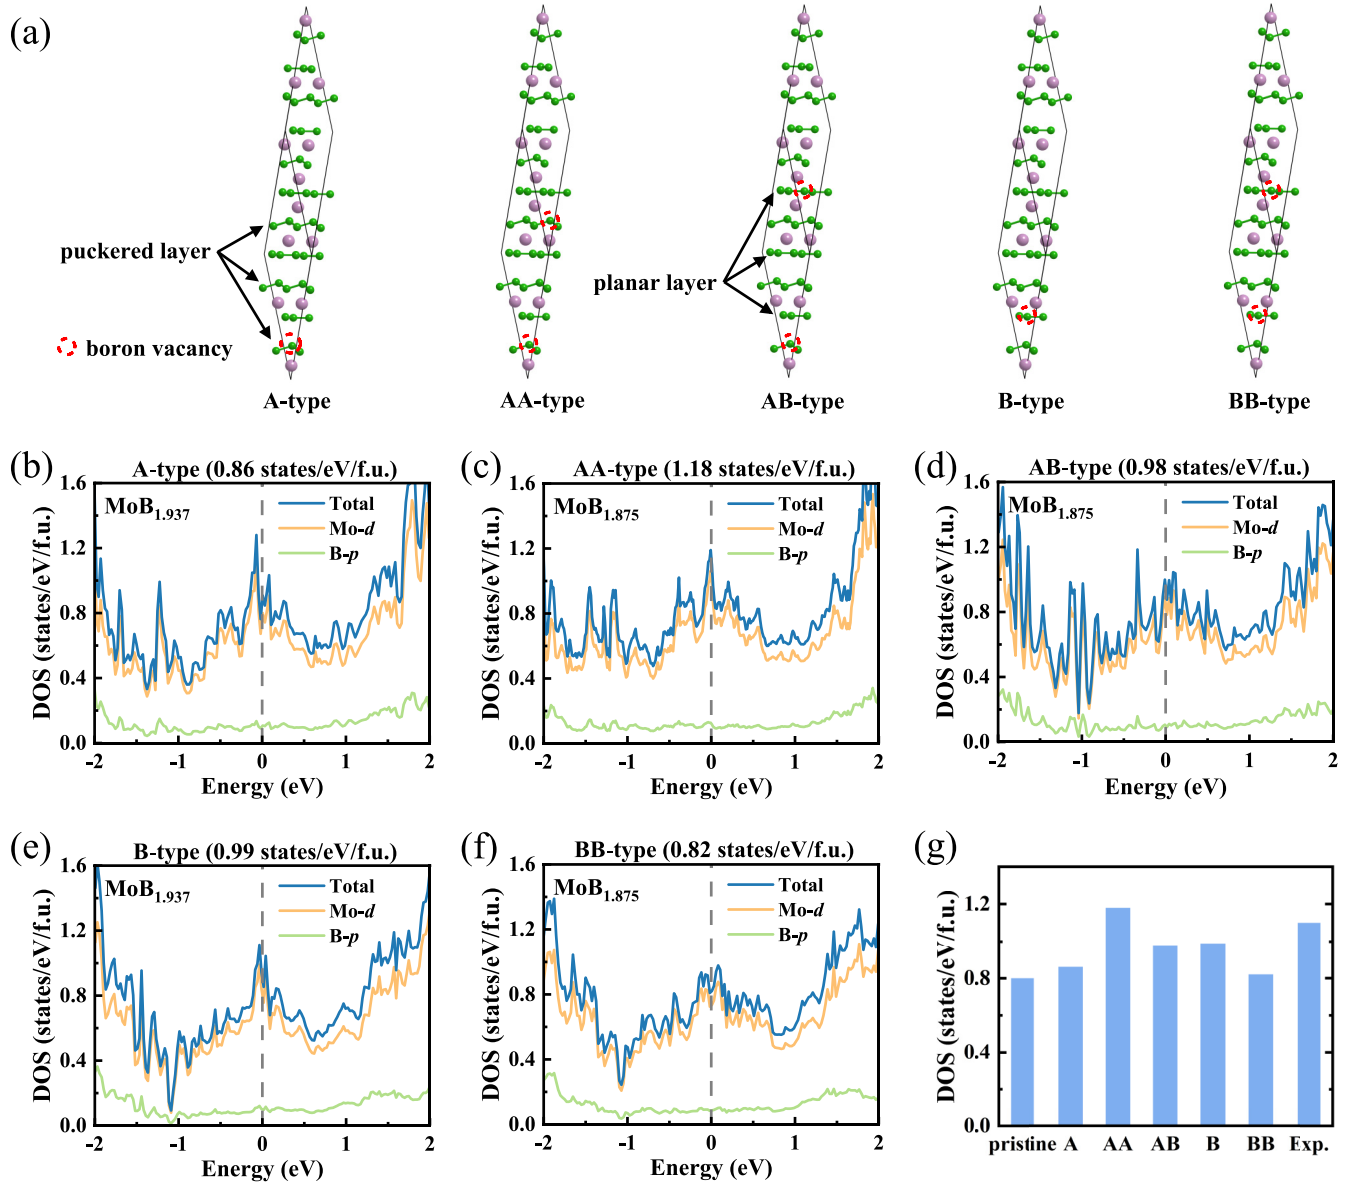 (a)
puckered layer
planar layer
boron vacancy
A-type
AA-type
AB-type
B-type
BB-type
(b)
A-type (0.86 states/eV/f.u.)
MoB1.937
Total
Mo-d
B-p
DOS (states/eV/f.u.)
1.6
1.2
0.8
0.4
0.0
-2
-1
0
1
2
Energy (eV)
(c)
AA-type (1.18 states/eV/f.u.)
MoB1.875
Total
Mo-d
B-p
DOS (states/eV/f.u.)
1.6
1.2
0.8
0.4
0.0
-2
-1
0
1
2
Energy (eV)
(d)
AB-type (0.98 states/eV/f.u.)
MoB1.875
Total
Mo-d
B-p
DOS (states/eV/f.u.)
1.6
1.2
0.8
0.4
0.0
-2
-1
0
1
2
Energy (eV)
(e)
B-type (0.99 states/eV/f.u.)
MoB1.937
Total
Mo-d
B-p
DOS (states/eV/f.u.)
1.6
1.2
0.8
0.4
0.0
-2
-1
0
1
2
Energy (eV)
(f)
BB-type (0.82 states/eV/f.u.)
MoB1.875
Total
Mo-d
B-p
DOS (states/eV/f.u.)
1.6
1.2
0.8
0.4
0.0
-2
-1
0
1
2
Energy (eV)
(g)
DOS (states/eV/f.u.)
1.2
0.8
0.4
0.0
pristine A AA AB B BB Exp.